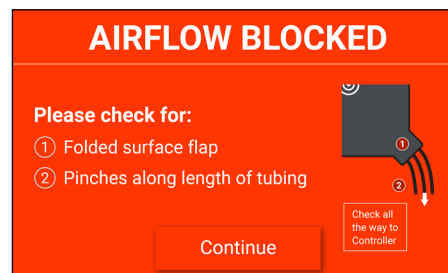 AIRFLOW BLOCKED
Please check for:
1 Folded surface flap
2 Pinches along length of tubing
1
2
Check all
the way to
Controller
Continue